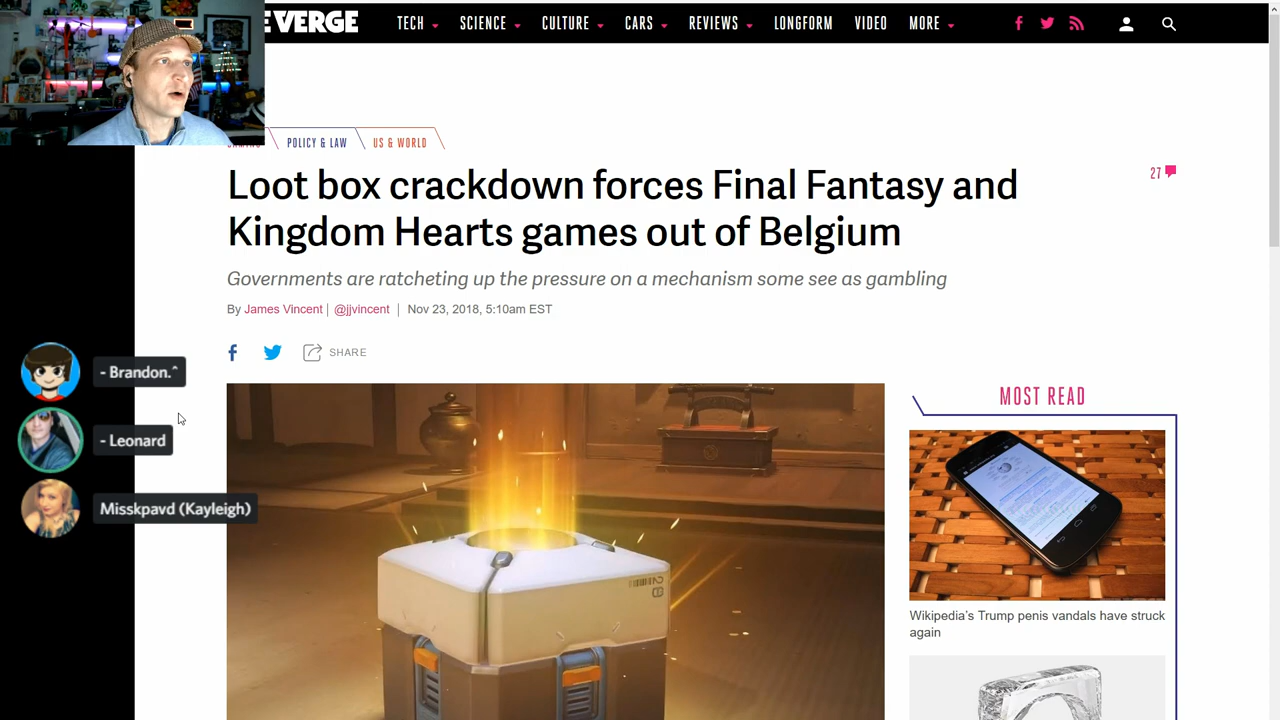 E VERGE
TECH SCIENCE CULTURE CARS REVIEWS LONGFORM VIDEO MORE
POLICY & LAW US & WORLD
Loot box crackdown forces Final Fantasy and
Kingdom Hearts games out of Belgium
27
Governments are ratcheting up the pressure on a mechanism some see as gambling
By James Vincent | @jjvincent | Nov 23, 2018, 5:10am EST
SHARE
- Brandon.^
- Leonard
Misskpavd (Kayleigh)
MOST READ
Wikipedia's Trump penis vandals have struck
again